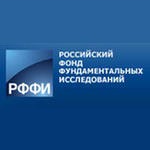 РОССИЙСКИЙ
ФОНД
ФУНДАМЕНТАЛЬНЫХ
ИССЛЕДОВАНИЙ
РФФИ